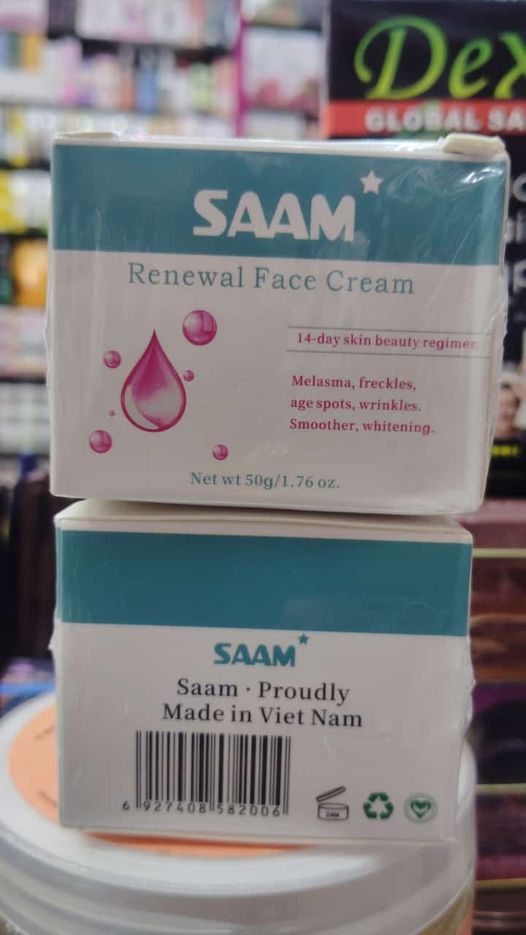 Dex
GLOBAL SA
SAAM
Renewal Face Cream
14-day skin beauty regimen
Melasma, freckles,
age spots, wrinkles.
Smoother, whitening.
Net wt 50g/1.76 oz.
SAAM
Saam · Proudly
Made in Viet Nam
6 927408 582006